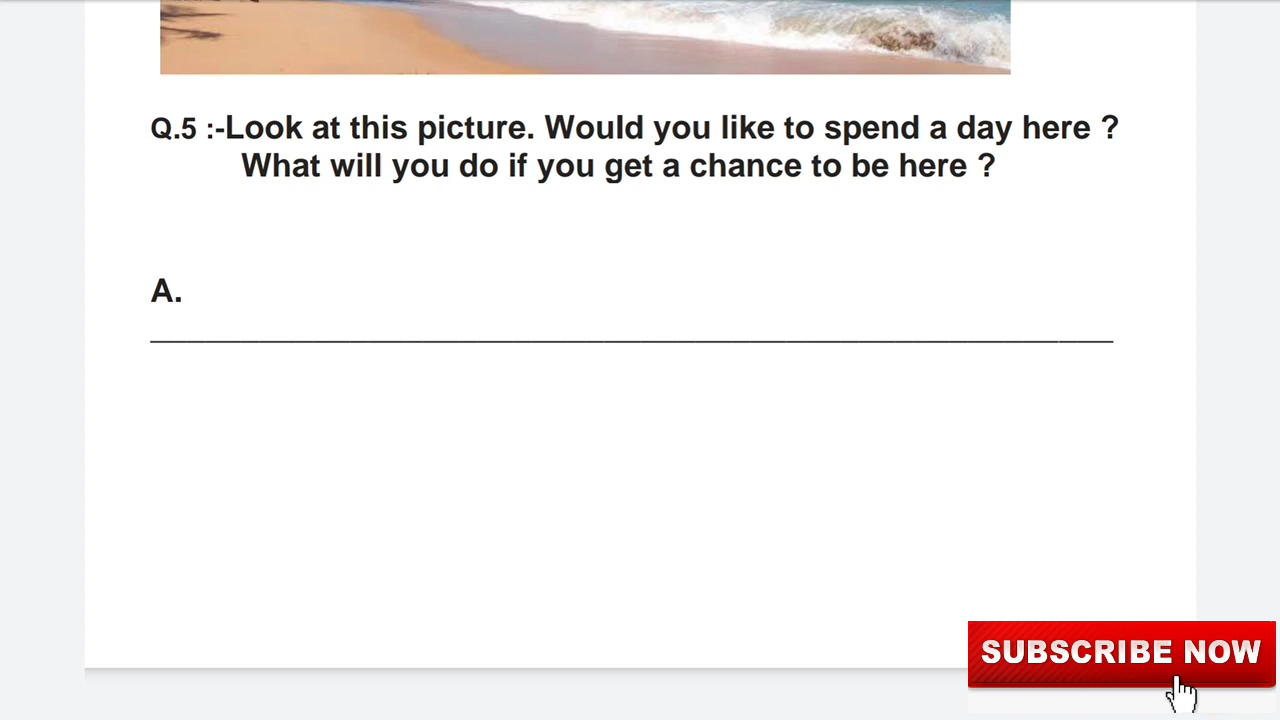 Q.5 :-Look at this picture. Would you like to spend a day here ?
What will you do if you get a chance to be here ?
A.
_____________________________________________________
SUBSCRIBE NOW